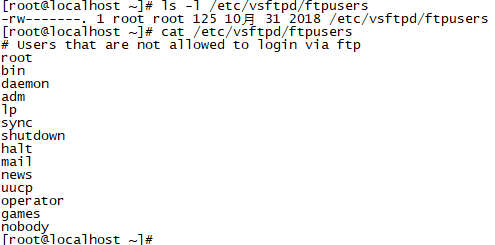 [root@localhost ~]# ls -l /etc/vsftpd/ftpusers
-rw-------. 1 root root 125 10月 31 2018 /etc/vsftpd/ftpusers
[root@localhost ~]# cat /etc/vsftpd/ftpusers
# Users that are not allowed to login via ftp
root
bin
daemon
adm
lp
sync
shutdown
halt
mail
news
uucp
operator
games
nobody
[root@localhost ~]#